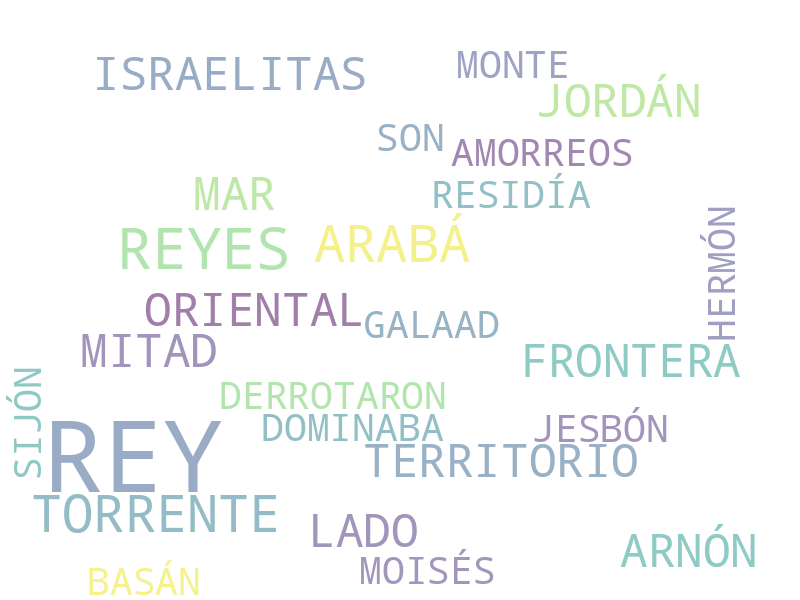 ISRAELITAS
MONTE
JORDÁN
SON
AMORREOS
MAR
RESIDÍA
REYES
ARABÁ
HERMÓN
ORIENTAL
GALAAD
MITAD
FRONTERA
DERROTARON
SIJÓN
DOMINABA
JESBÓN
REY
TERRITORIO
TORRENTE
LADO
ARNÓN
MOISÉS
BASÁN